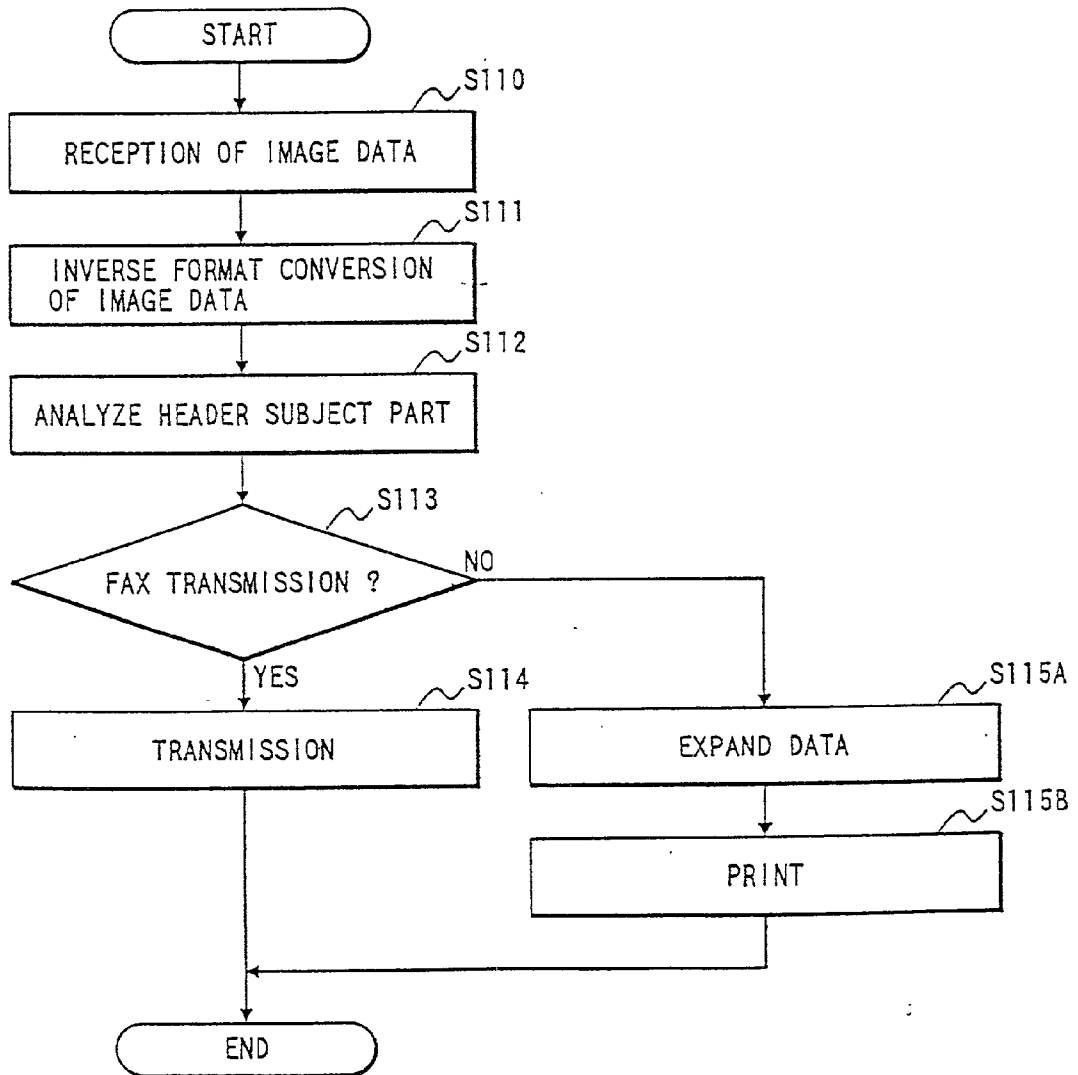 START
S110
RECEPTION OF IMAGE DATA
S111
INVERSE FORMAT CONVERSION
OF IMAGE DATA
S112
ANALYZE HEADER SUBJECT PART
S113
FAX TRANSMISSION ?
NO
YES
S114
TRANSMISSION
S115A
EXPAND DATA
S115B
PRINT
END